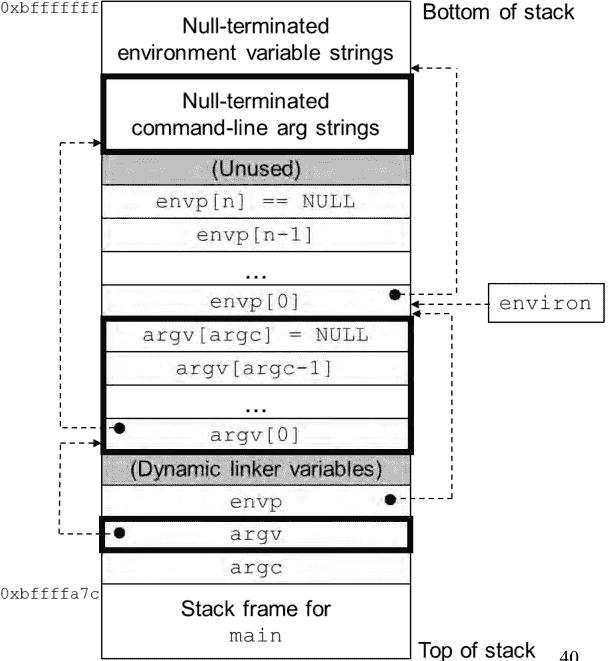 0xbfffffff
Bottom of stack
Null-terminated
environment variable strings
Null-terminated
command-line arg strings
(Unused)
envp[n] == NULL
envp[n-1]
...
envp[0]
environ
argv[argc] = NULL
argv[argc-1]
...
argv[0]
(Dynamic linker variables)
envp
argv
argc
0xbffffa7c
Stack frame for
main
Top of stack
40